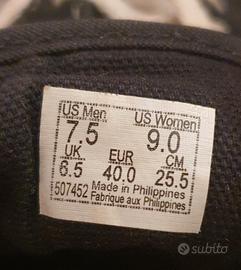 US Men US Women
7.5 9.0
UK EUR CM
6.5 40.0 25.5
507452 Made in Philippines
Fabrique aux Philippines
subito